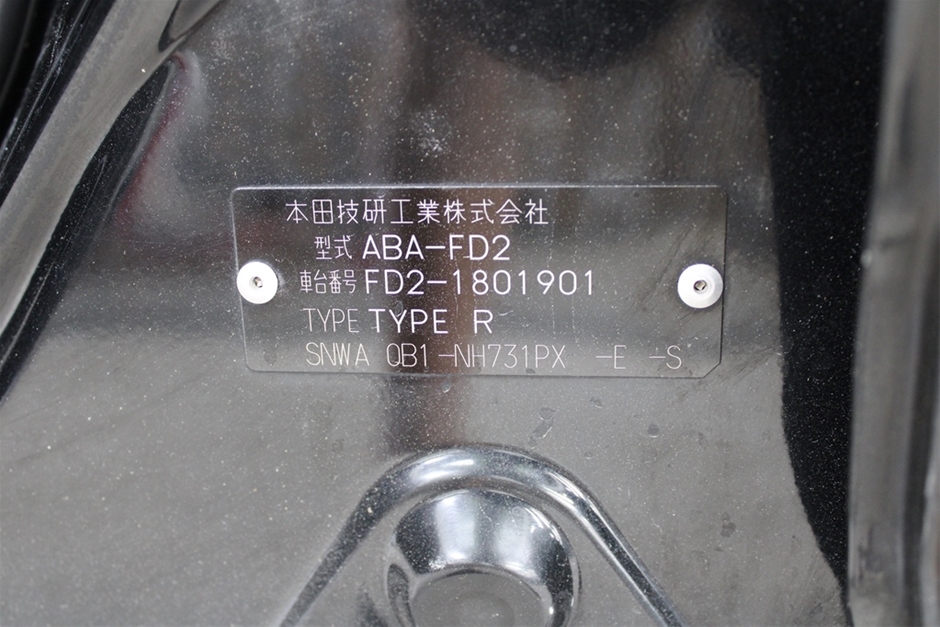 本田技研工業株式会社
型式 ABA-FD2
車台番号 FD2-1801901
TYPE TYPE R
SNWA QB1-NH731PX -E -S